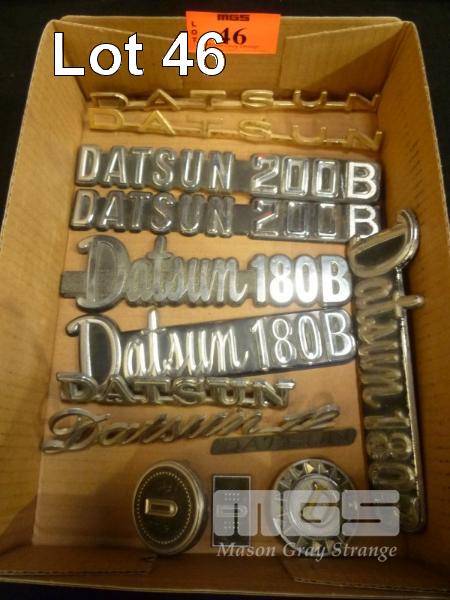 MGS
LOT 46
Lot 46
DATSUN
DATSUN
DATSUN 200B
DATSUN 200B
Datsun 180B
Datsun 180B
Datsun 180B
DATSUN
Datsun
DATSUN
D
D
MGS
Mason Gray Strange